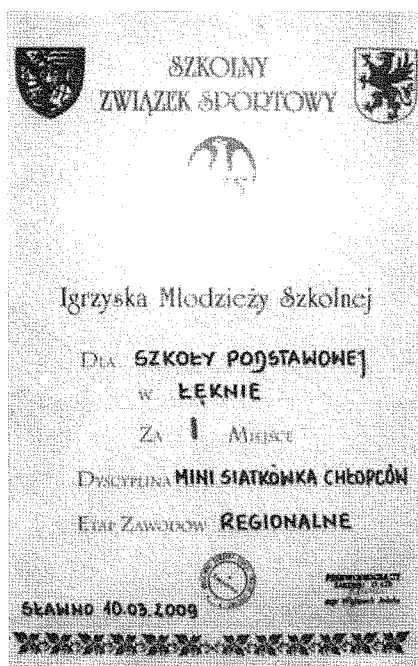 SZKOLNY
ZWIĄZEK SPORTOWY
Igrzyska Młodzieży Szkolnej
DLA SZKOŁY PODSTAWOWEJ
W ŁĘKNIE
ZA I MIEJSCE
DYSCYPLINA MINI SIATKÓWKA CHŁOPCÓW
ETAP ZAWODÓW REGIONALNE
SŁAWNO 10.03.2009